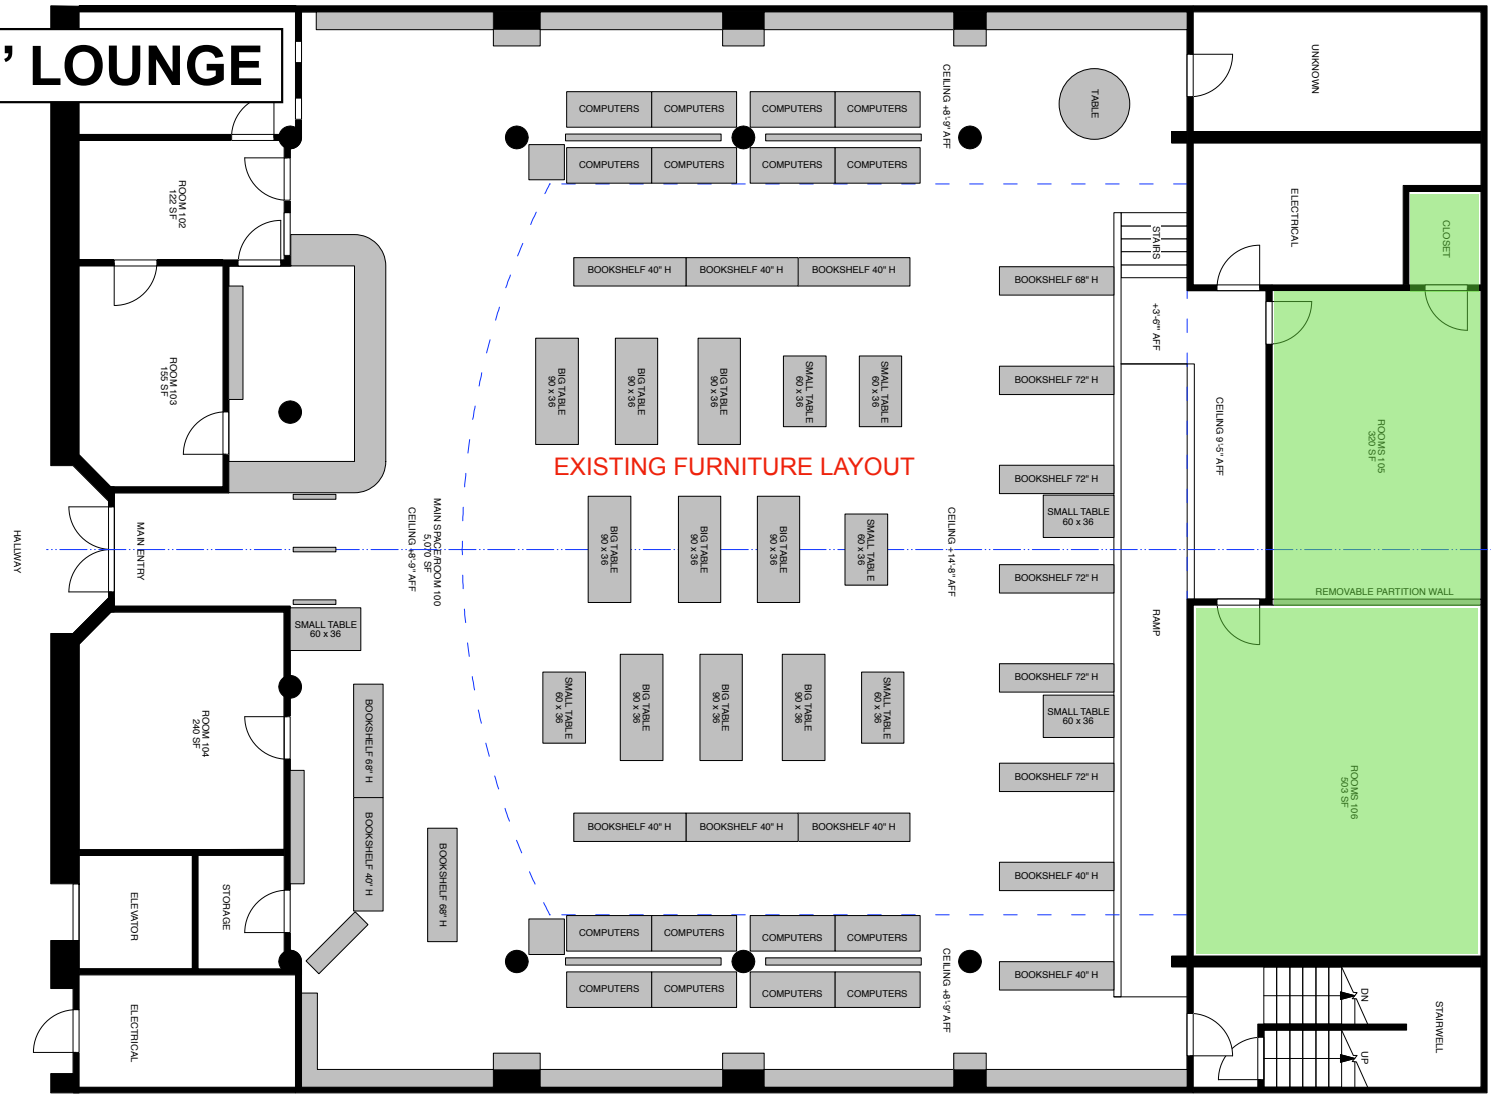 ’ LOUNGE
UNKNOWN
CEILING +8'-9" AFF
TABLE
COMPUTERS COMPUTERS COMPUTERS COMPUTERS
COMPUTERS COMPUTERS COMPUTERS COMPUTERS
ROOM 102
122 SF
ELECTRICAL
CLOSET
STAIRS
BOOKSHELF 40" H BOOKSHELF 40" H BOOKSHELF 40" H
BOOKSHELF 68" H
+3'-6" AFF
ROOM 103
155 SF
BIG TABLE
90 x 36
BIG TABLE
90 x 36
BIG TABLE
90 x 36
SMALL TABLE
60 x 36
SMALL TABLE
60 x 36
BOOKSHELF 72" H
CEILING 9'-5" AFF
ROOMS 105
320 SF
EXISTING FURNITURE LAYOUT
BOOKSHELF 72" H
SMALL TABLE
60 x 36
HALLWAY
MAIN ENTRY
MAIN SPACE/ROOM 100
5,070 SF
CEILING +8'-9" AFF
BIG TABLE
90 x 36
BIG TABLE
90 x 36
BIG TABLE
90 x 36
SMALL TABLE
60 x 36
CEILING +14'-8" AFF
BOOKSHELF 72" H
REMOVABLE PARTITION WALL
RAMP
SMALL TABLE
60 x 36
BOOKSHELF 72" H
SMALL TABLE
60 x 36
ROOM 104
240 SF
BOOKSHELF 68" H
SMALL TABLE
60 x 36
BIG TABLE
90 x 36
BIG TABLE
90 x 36
BIG TABLE
90 x 36
SMALL TABLE
60 x 36
BOOKSHELF 72" H
ROOMS 106
503 SF
BOOKSHELF 40" H
BOOKSHELF 68" H
BOOKSHELF 40" H BOOKSHELF 40" H BOOKSHELF 40" H
BOOKSHELF 40" H
ELEVATOR
STORAGE
COMPUTERS COMPUTERS COMPUTERS COMPUTERS
COMPUTERS COMPUTERS COMPUTERS COMPUTERS
CEILING +8'-9" AFF
BOOKSHELF 40" H
ELECTRICAL
DN
UP
STAIRWELL